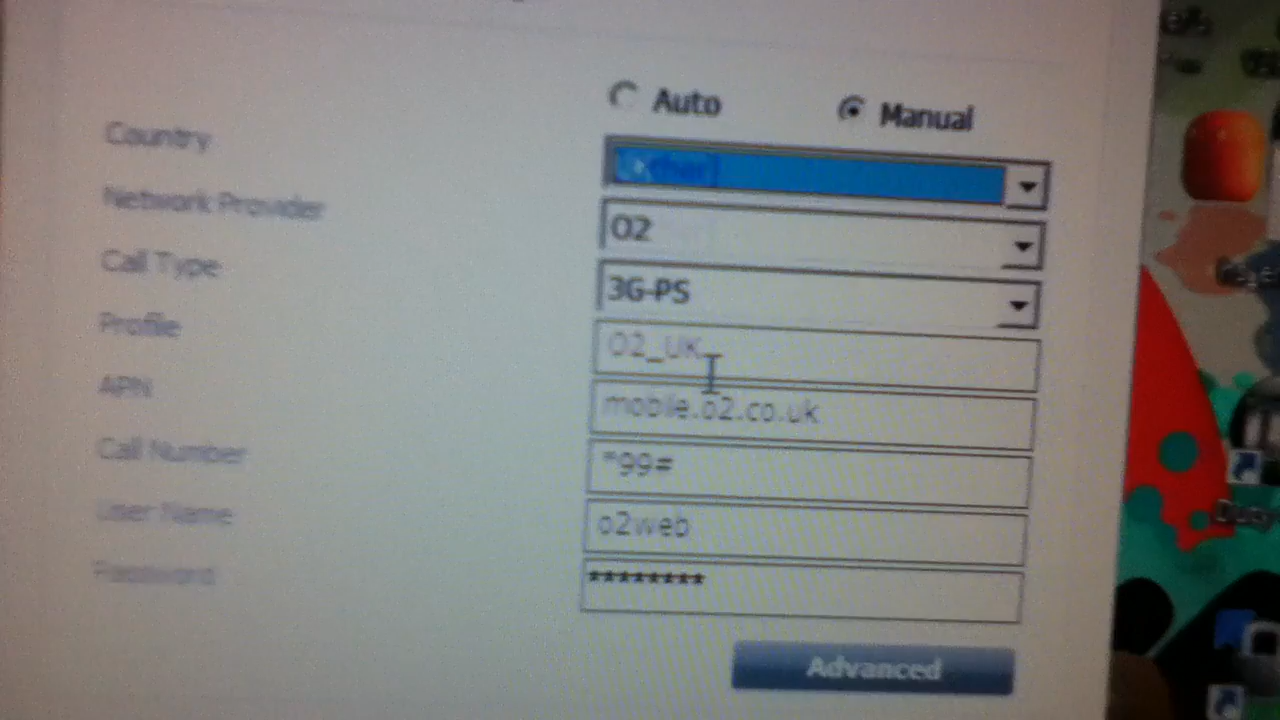 Auto Manual
Country
Network Provider O2
Call Type 3G-PS
Profile O2_UK
APN mobile.o2.co.uk
Call Number *99#
User Name o2web
Password ********
Advanced